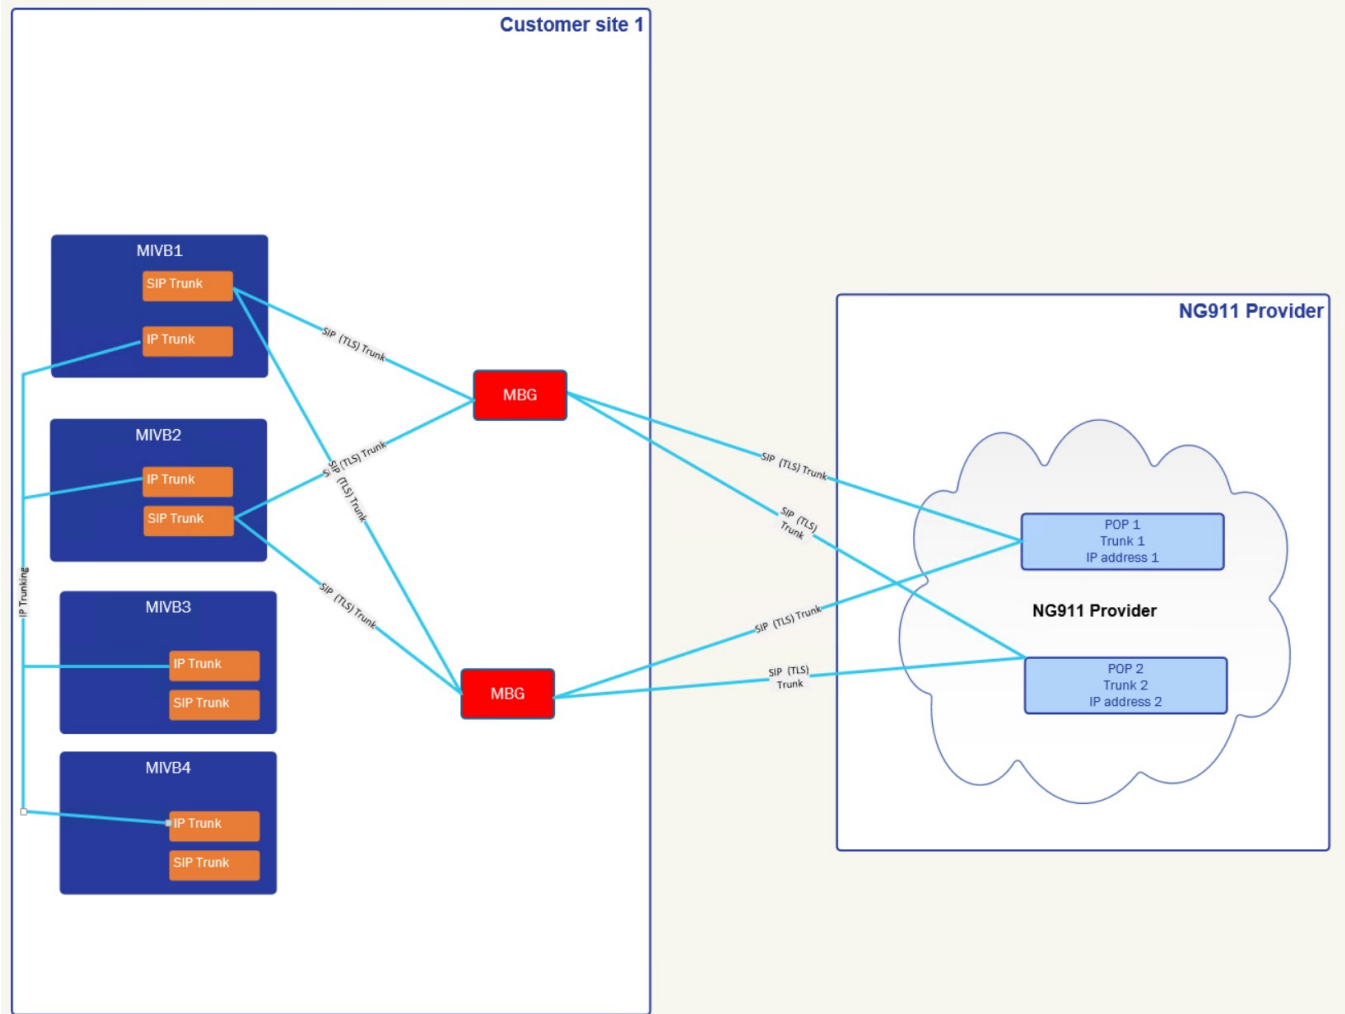 Customer site 1
MIVB1
SIP Trunk
IP Trunk
SIP (TLS) Trunk
MBG
MIVB2
IP Trunk
SIP Trunk
SIP (TLS) Trunk
SIP (TLS) Trunk
SIP (TLS) Trunk
IP Trunking
MIVB3
IP Trunk
SIP Trunk
MBG
MIVB4
IP Trunk
SIP Trunk
NG911 Provider
SIP (TLS) Trunk
SIP (TLS)
Trunk
SIP (TLS) Trunk
SIP (TLS)
Trunk
POP 1
Trunk 1
IP address 1
NG911 Provider
POP 2
Trunk 2
IP address 2